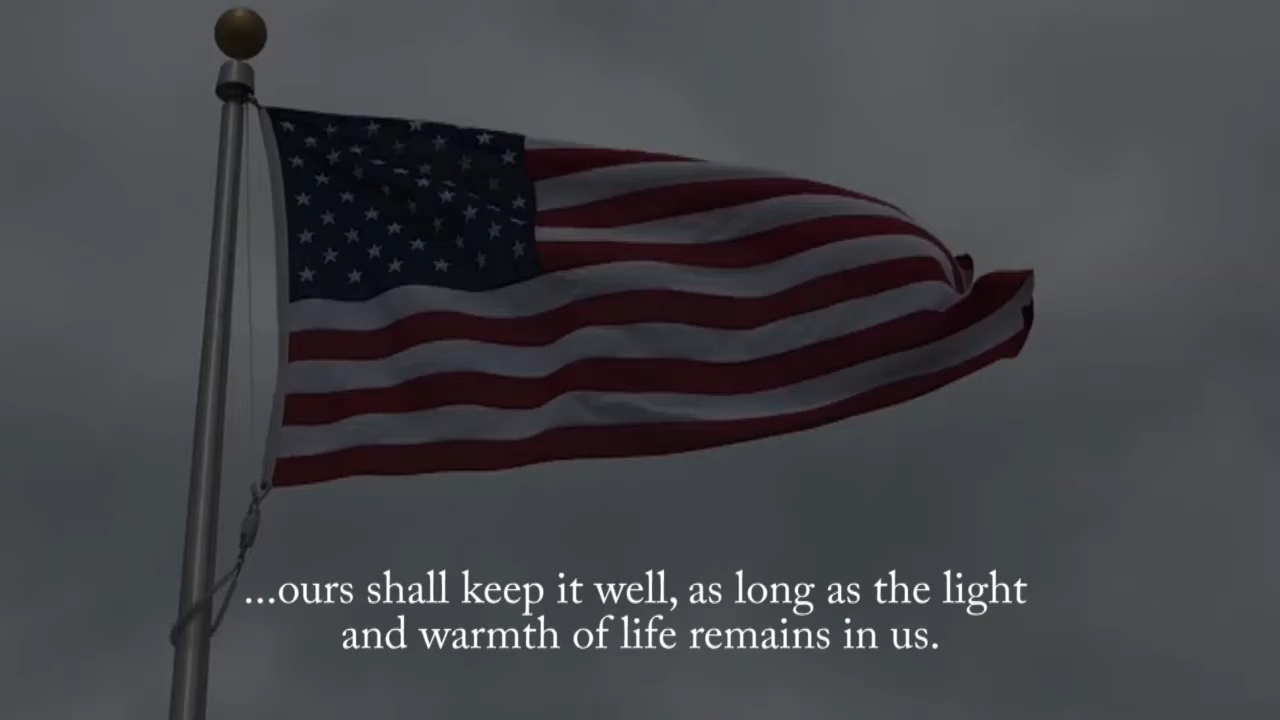 ...ours shall keep it well, as long as the light
and warmth of life remains in us.